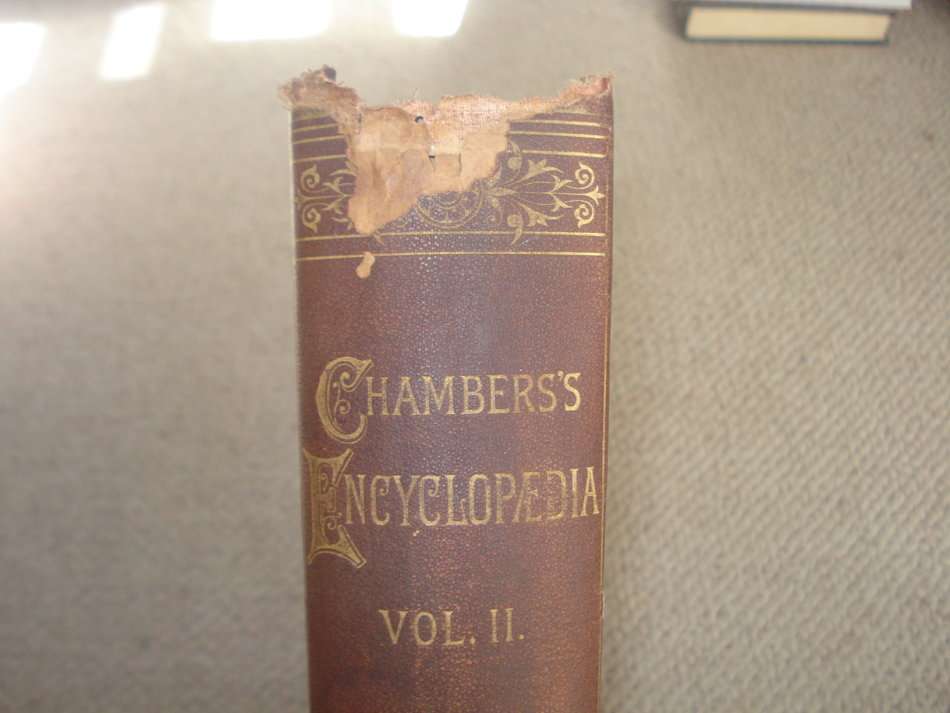 CHAMBERS'S
ENCYCLOPÆDIA
VOL. II.